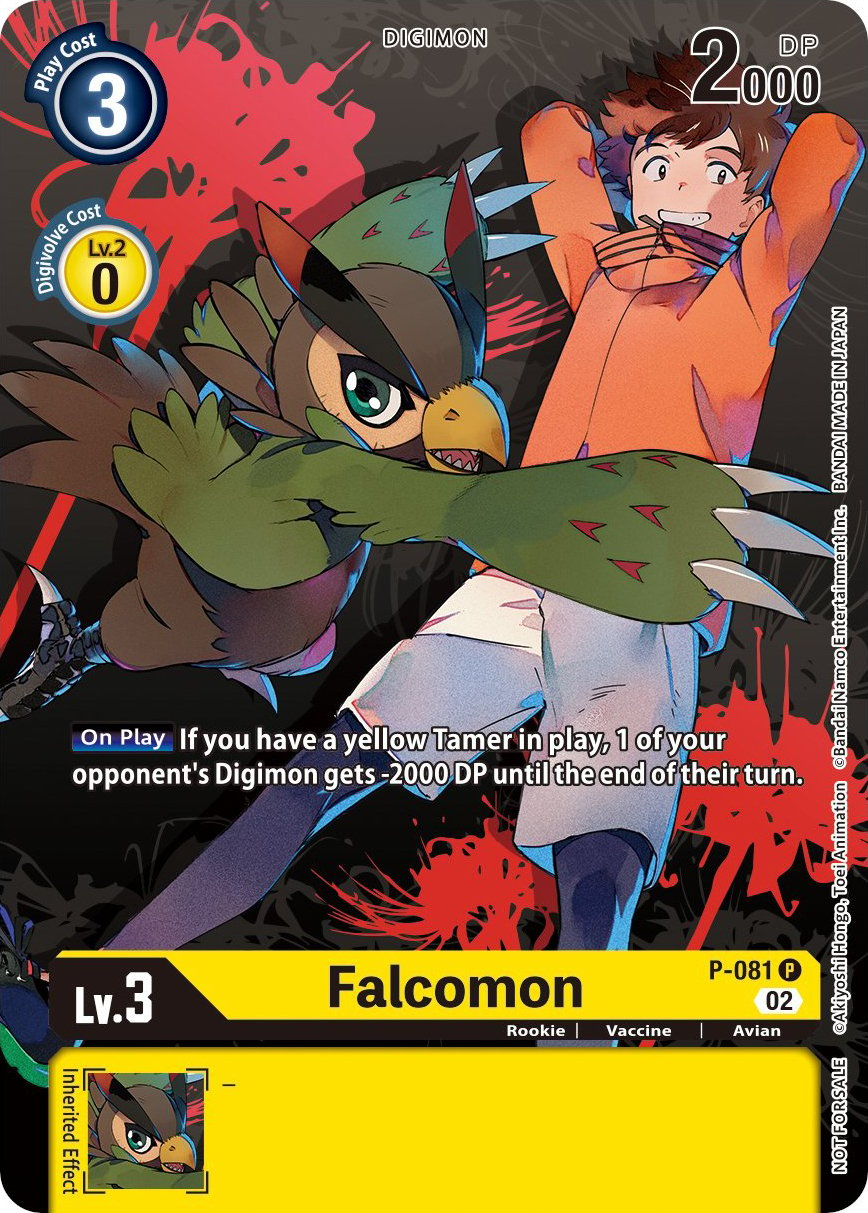 DIGIMON
Play Cost
3
DP
2000
Digivolve Cost
Lv.2
0
On Play If you have a yellow Tamer in play, 1 of your
opponent's Digimon gets -2000 DP until the end of their turn.
©Akiyoshi Hongo, Toei Animation ©Bandai Namco Entertainment Inc. BANDAI MADE IN JAPAN
Lv.3
Falcomon
P-081 P
02
Rookie | Vaccine | Avian
Inherited Effect
–
NOT FOR SALE